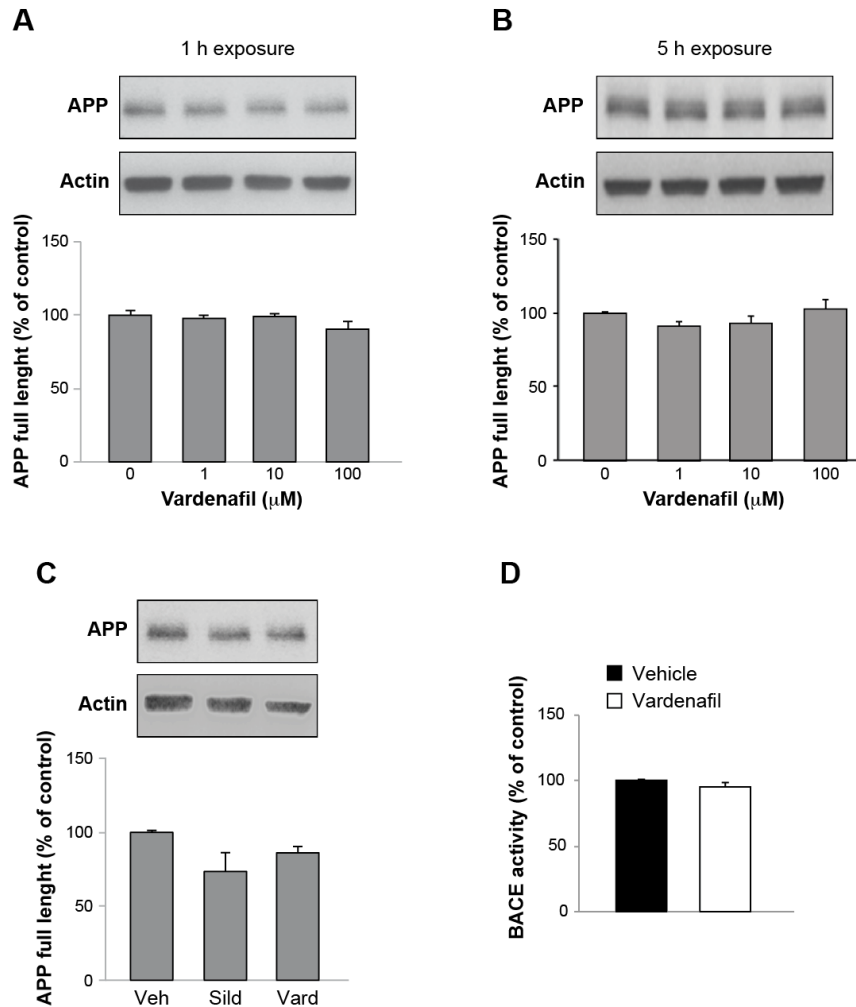 A
1 h exposure
APP
Actin
APP full lenght (% of control)
150
100
50
0
0 1 10 100
Vardenafil (μM)
B
5 h exposure
APP
Actin
APP full lenght (% of control)
150
100
50
0
0 1 10 100
Vardenafil (μM)
C
APP
Actin
APP full lenght (% of control)
150
100
50
0
Veh Sild Vard
D
Vehicle
Vardenafil
BACE activity (% of control)
150
100
50
0